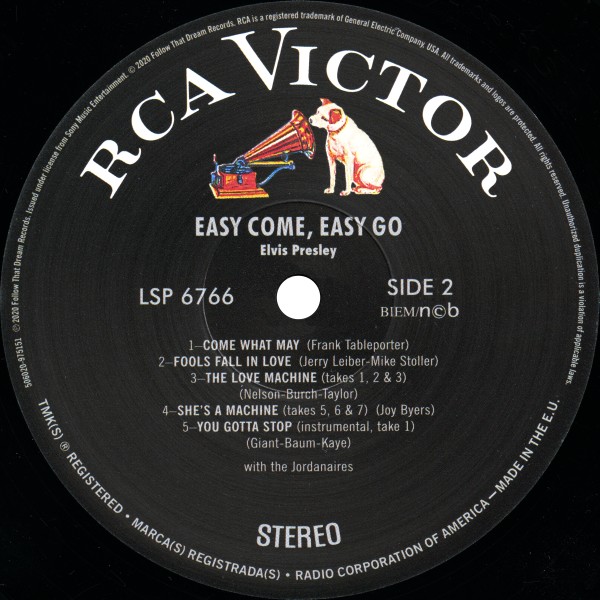 506020-975151 ℗ 2020 Follow That Dream Records. Issued under license from Sony Music Entertainment. © 2020 Follow That Dream Records. RCA is a registered trademark of General Electric Company, USA. All trademarks and logos are protected. All rights reserved. Unauthorized duplication is a violation of applicable laws.
RCA VICTOR
EASY COME, EASY GO
Elvis Presley
LSP 6766
SIDE 2
BIEM/n©b
1–COME WHAT MAY (Frank Tableporter)
2–FOOLS FALL IN LOVE (Jerry Leiber-Mike Stoller)
3–THE LOVE MACHINE (takes 1, 2 & 3)
(Nelson-Burch-Taylor)
4–SHE'S A MACHINE (takes 5, 6 & 7) (Joy Byers)
5–YOU GOTTA STOP (instrumental, take 1)
(Giant-Baum-Kaye)
with the Jordanaires
STEREO
TMK(S) ® REGISTERED • MARCA(S) REGISTRADA(S) • RADIO CORPORATION OF AMERICA – MADE IN THE E.U.